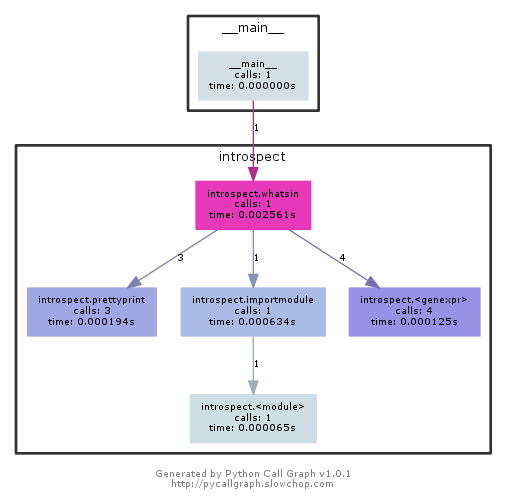 __main__
__main__
calls: 1
time: 0.000000s
1
introspect
introspect.whatsin
calls: 1
time: 0.002561s
3
1
4
introspect.prettyprint
calls: 3
time: 0.000194s
introspect.importmodule
calls: 1
time: 0.000634s
introspect.<genexpr>
calls: 4
time: 0.000125s
1
introspect.<module>
calls: 1
time: 0.000065s
Generated by Python Call Graph v1.0.1
http://pycallgraph.slowchop.com